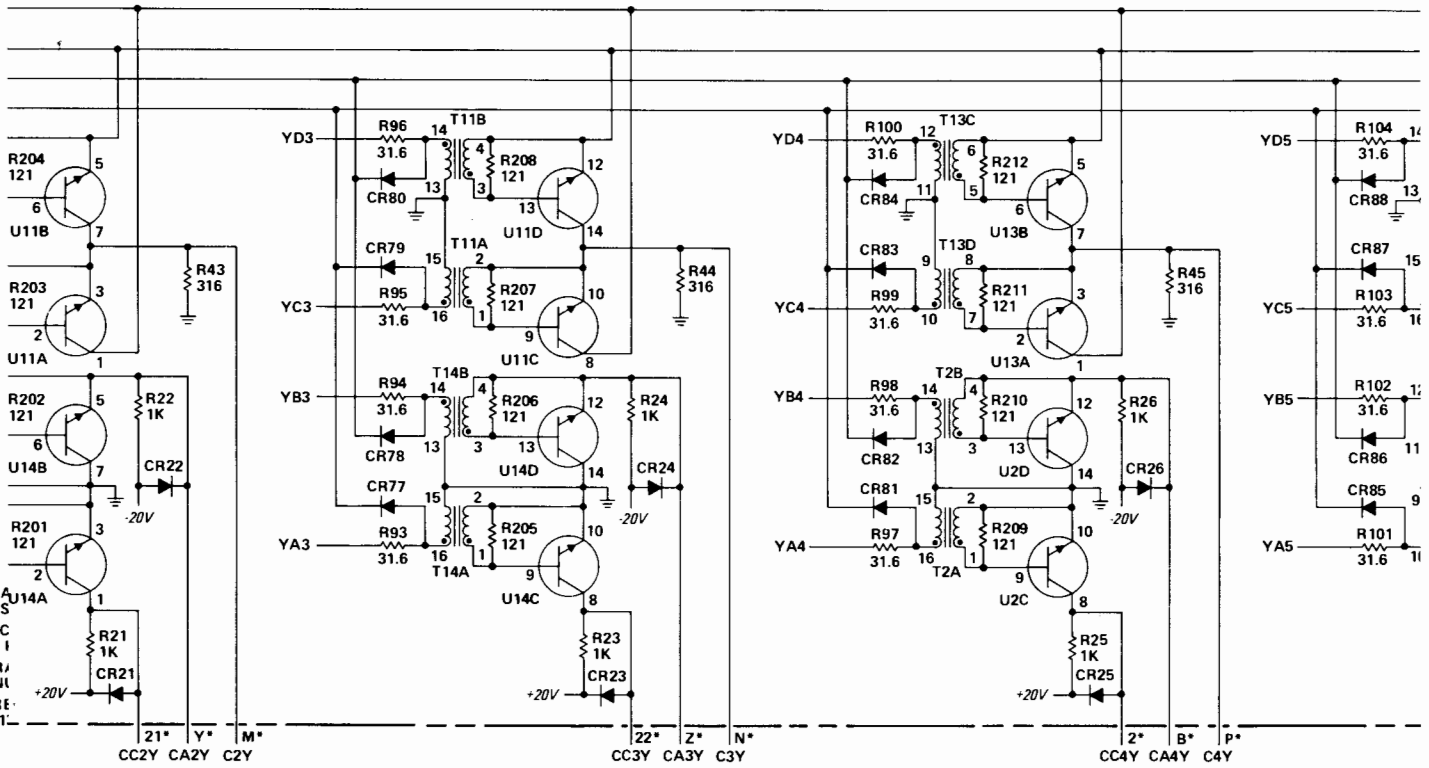 T11B
T13C
YD3
R96
31.6
14
4
R208
121
3
13
CR80
12
13
U11D
14
YD4
R100
31.6
12
6
R212
121
5
11
CR84
5
6
U13B
7
YD5
R104
31.6
14
13
CR88
R204
121
5
6
U11B
7
R43
316
CR79
T11A
15
2
R207
121
1
16
YC3
R95
31.6
10
9
U11C
8
R44
316
CR83
T13D
9
8
R211
121
7
10
YC4
R99
31.6
3
2
U13A
1
R45
316
CR87
15
YC5
R103
31.6
16
R203
121
3
2
U11A
1
R202
121
5
6
U14B
7
R22
1K
CR22
-20V
YB3
R94
31.6
T14B
14
4
R206
121
3
13
CR78
12
13
U14D
14
R24
1K
CR24
-20V
YB4
R98
31.6
T2B
14
4
R210
121
3
13
CR82
12
13
U2D
14
R26
1K
CR26
-20V
YB5
R102
31.6
12
11
CR86
R201
121
3
2
U14A
1
CR77
15
2
R205
121
1
16
T14A
YA3
R93
31.6
10
9
U14C
8
CR81
15
2
R209
121
1
16
T2A
YA4
R97
31.6
10
9
U2C
8
CR85
9
YA5
R101
31.6
10
R21
1K
CR21
+20V
R23
1K
CR23
+20V
R25
1K
CR25
+20V
21* Y* M*
CC2Y CA2Y C2Y
22* Z* N*
CC3Y CA3Y C3Y
2* B* P*
CC4Y CA4Y C4Y